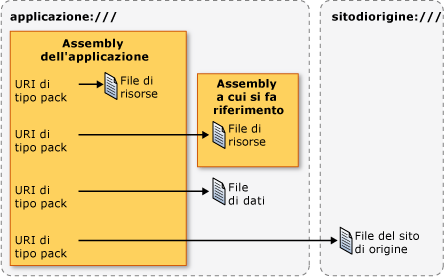 applicazione:///
sitodiorigine:///
Assembly
dell'applicazione
URI di
tipo pack
File di
risorse
Assembly
a cui si fa
riferimento
URI di
tipo pack
File di
risorse
URI di
tipo pack
File
di dati
URI di
tipo pack
File del sito
di origine